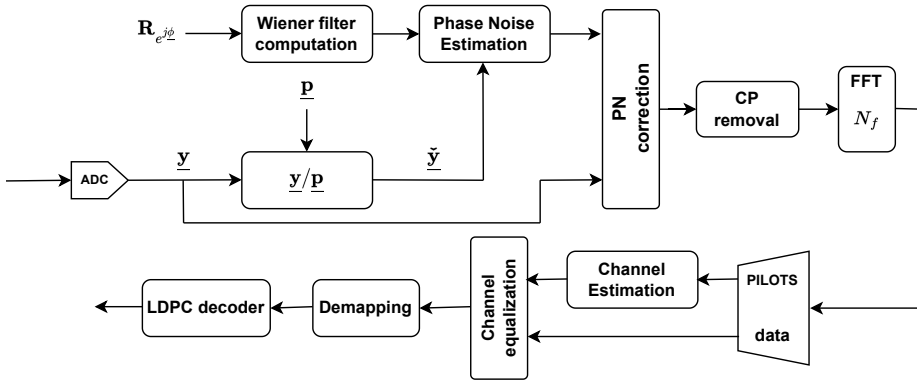 R_{e^{jϕ̲}}
Wiener filter
computation
Phase Noise
Estimation
PN
correction
CP
removal
FFT
N_f
p̲
ADC
y̲
y̲/p̲
y̲̌
LDPC decoder
Demapping
Channel
equalization
Channel
Estimation
PILOTS
data